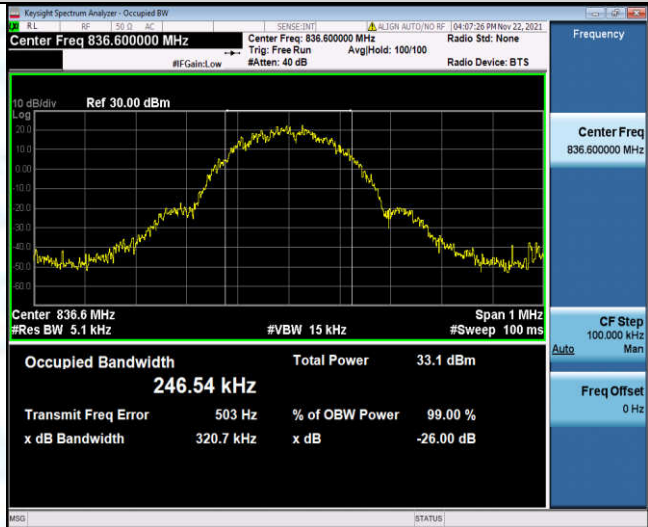 Keysight Spectrum Analyzer - Occupied BW
RL RF 50 Ω AC SENSE:INT ALIGN AUTO/NO RF 04:07:26 PM Nov 22, 2021
Center Freq 836.600000 MHz Center Freq: 836.600000 MHz Radio Std: None Frequency
Trig: Free Run Avg|Hold: 100/100
#IFGain:Low #Atten: 40 dB Radio Device: BTS
10 dB/div Ref 30.00 dBm
Log
20.0
10.0
0.00
-10.0
-20.0
-30.0
-40.0
-50.0
-60.0
Center Freq
836.600000 MHz
Center 836.6 MHz Span 1 MHz
#Res BW 5.1 kHz #VBW 15 kHz #Sweep 100 ms
CF Step
100.000 kHz
Auto Man
Occupied Bandwidth Total Power 33.1 dBm
246.54 kHz
Transmit Freq Error 503 Hz % of OBW Power 99.00 %
x dB Bandwidth 320.7 kHz x dB -26.00 dB
Freq Offset
0 Hz
MSG STATUS